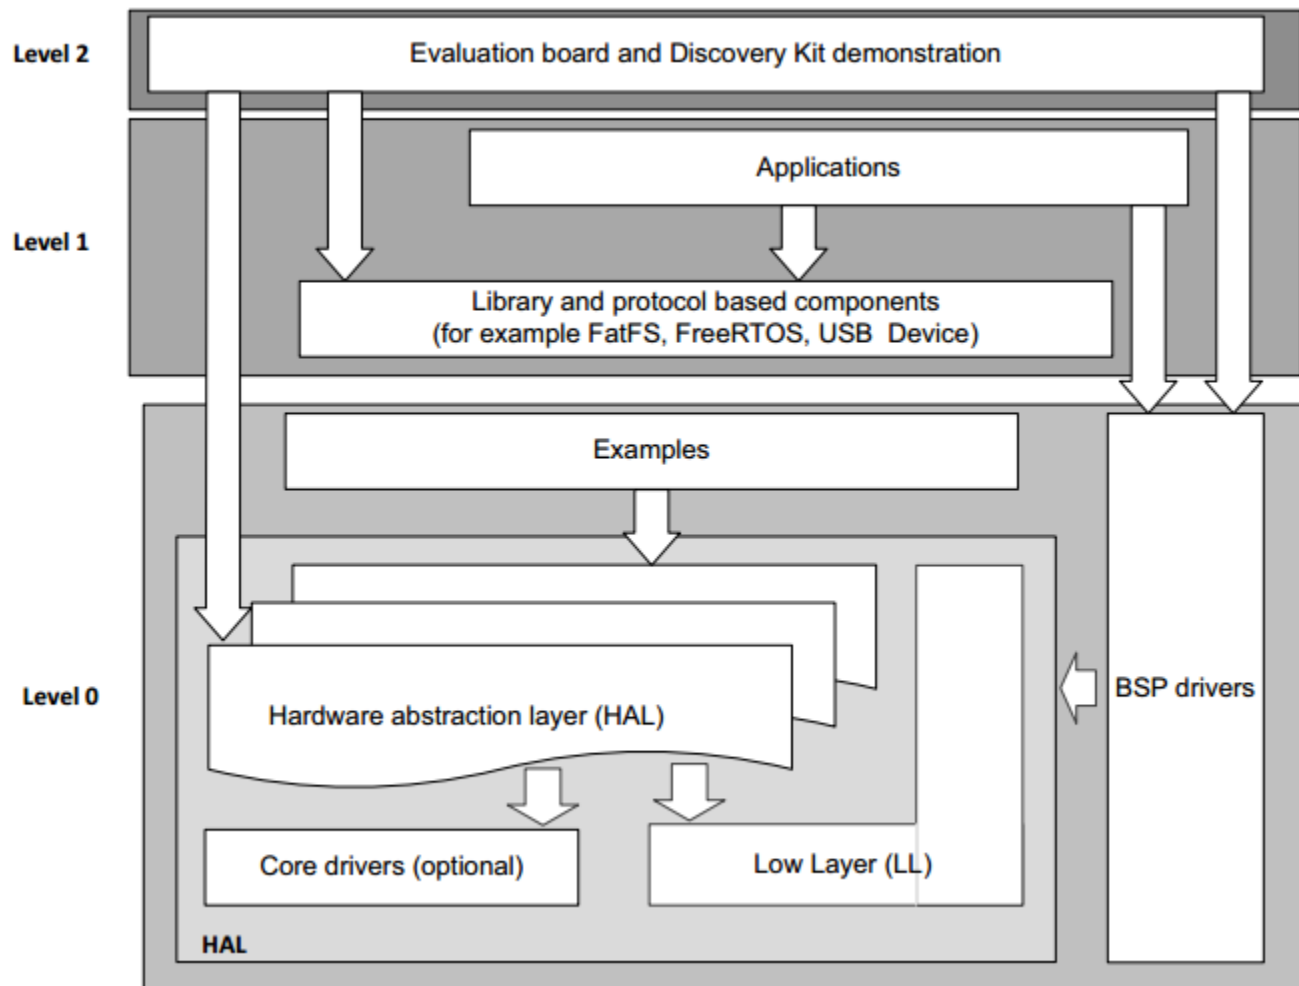 Level 2
Evaluation board and Discovery Kit demonstration
Applications
Level 1
Library and protocol based components
(for example FatFS, FreeRTOS, USB Device)
Examples
Level 0
BSP drivers
Hardware abstraction layer (HAL)
Core drivers (optional)
Low Layer (LL)
HAL